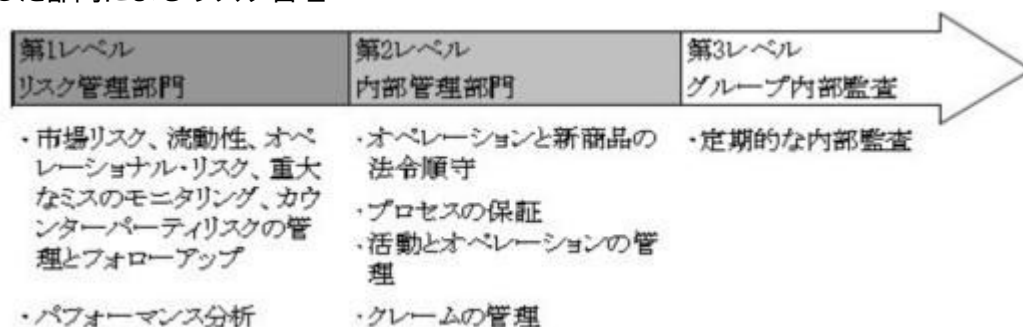 第1レベル
リスク管理部門
第2レベル
内部管理部門
第3レベル
グループ内部監査
・市場リスク、流動性、オペ
レーショナル・リスク、重大
なミスのモニタリング、カウ
ンターパーティリスクの管
理とフォローアップ
・パフォーマンス分析
・オペレーションと新商品の
法令順守
・プロセスの保証
・活動とオペレーションの管
理
・クレームの管理
・定期的な内部監査